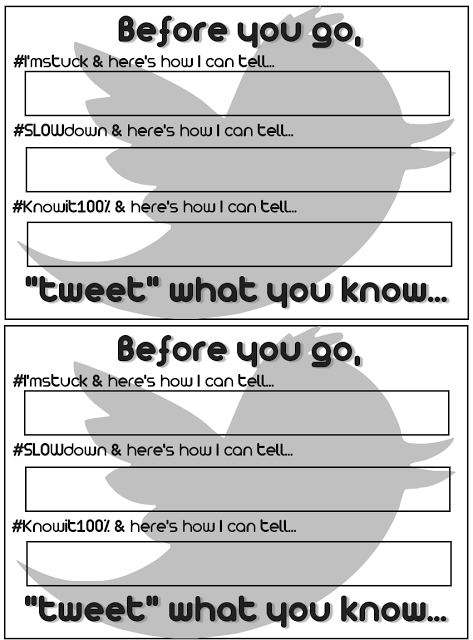 Before you go,
#I'mstuck & here's how I can tell...
#SLOWdown & here's how I can tell...
#Knowit100% & here's how I can tell...
"tweet" what you know...
Before you go,
#I'mstuck & here's how I can tell...
#SLOWdown & here's how I can tell...
#Knowit100% & here's how I can tell...
"tweet" what you know...